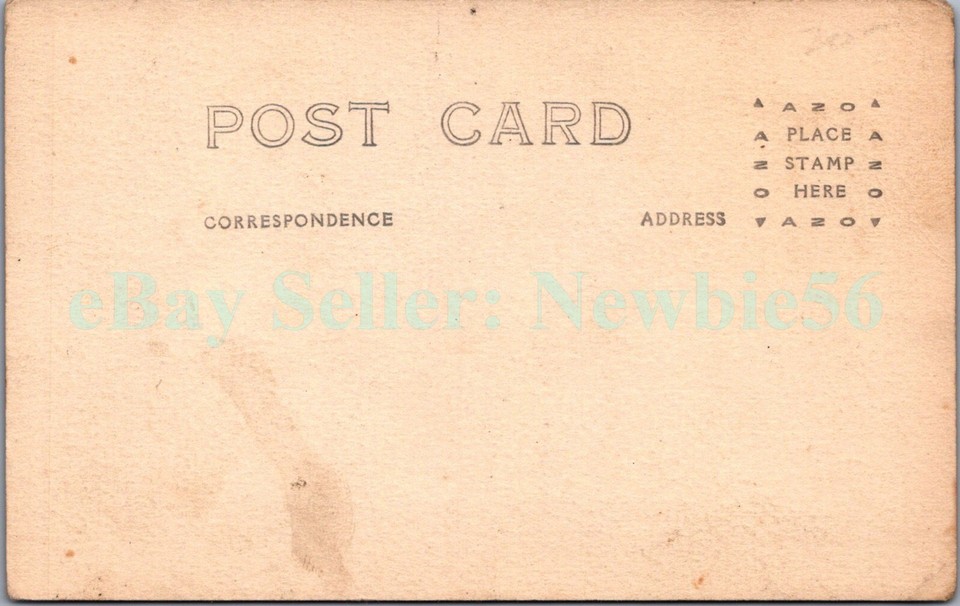 POST CARD
CORRESPONDENCE
ADDRESS
▲ AZO ▲
A PLACE A
Z STAMP Z
O HERE O
▼ AZO ▼
eBay Seller: Newbie56